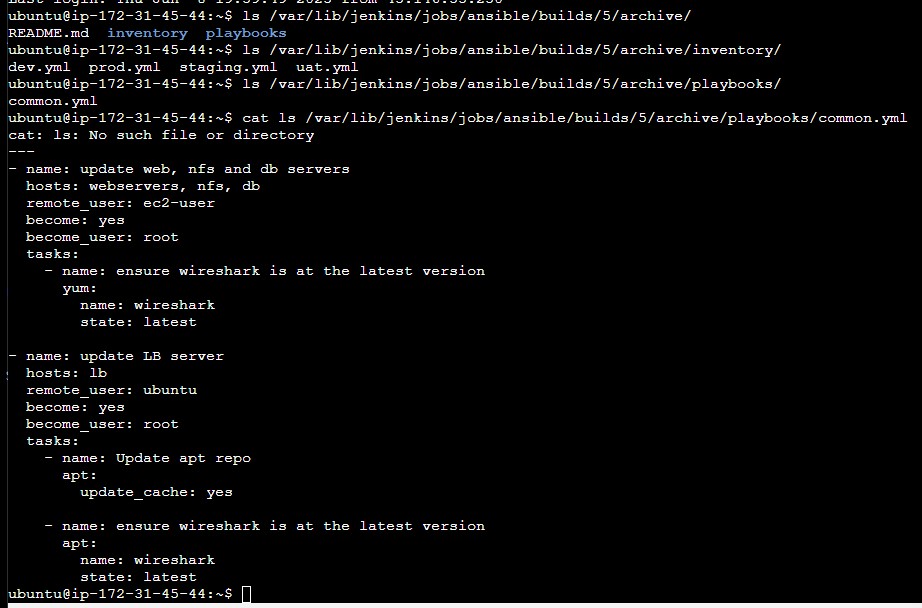 Last login: Thu Jun 8 from
ubuntu@ip-172-31-45-44:~$ ls /var/lib/jenkins/jobs/ansible/builds/5/archive/
README.md inventory playbooks
ubuntu@ip-172-31-45-44:~$ ls /var/lib/jenkins/jobs/ansible/builds/5/archive/inventory/
dev.yml prod.yml staging.yml uat.yml
ubuntu@ip-172-31-45-44:~$ ls /var/lib/jenkins/jobs/ansible/builds/5/archive/playbooks/
common.yml
ubuntu@ip-172-31-45-44:~$ cat ls /var/lib/jenkins/jobs/ansible/builds/5/archive/playbooks/common.yml
cat: ls: No such file or directory
---
- name: update web, nfs and db servers
  hosts: webservers, nfs, db
  remote_user: ec2-user
  become: yes
  become_user: root
  tasks:
    - name: ensure wireshark is at the latest version
      yum:
        name: wireshark
        state: latest

- name: update LB server
  hosts: lb
  remote_user: ubuntu
  become: yes
  become_user: root
  tasks:
    - name: Update apt repo
      apt:
        update_cache: yes

    - name: ensure wireshark is at the latest version
      apt:
        name: wireshark
        state: latest
ubuntu@ip-172-31-45-44:~$